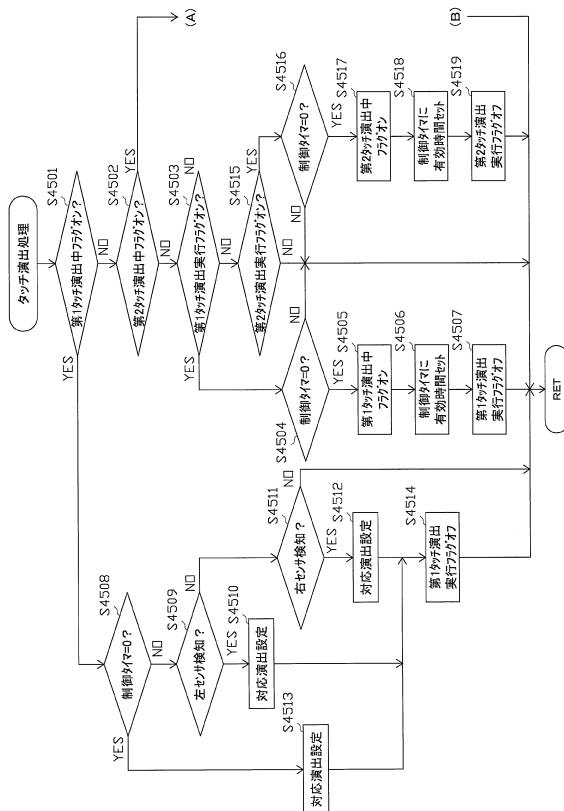 タッチ演出処理
S4501
第1タッチ演出中フラグオン?
YES
NO
S4502
第2タッチ演出中フラグオン?
YES
(A)
NO
S4503
第1タッチ演出実行フラグオン?
NO
YES
NO
S4515
第2タッチ演出実行フラグオン?
YES
NO
S4516
制御タイマ=0?
NO
YES
S4517
第2タッチ演出中
フラグオン
S4518
制御タイマに
有効時間セット
S4519
第2タッチ演出
実行フラグオフ
(B)
S4504
制御タイマ=0?
NO
YES
S4505
第1タッチ演出中
フラグオン
S4506
制御タイマに
有効時間セット
S4507
第1タッチ演出
実行フラグオフ
RET
S4508
制御タイマ=0?
YES
NO
S4509
左センサ検知?
NO
YES
S4510
対応演出設定
S4511
右センサ検知?
NO
YES
S4512
対応演出設定
S4513
対応演出設定
S4514
第1タッチ演出
実行フラグオフ